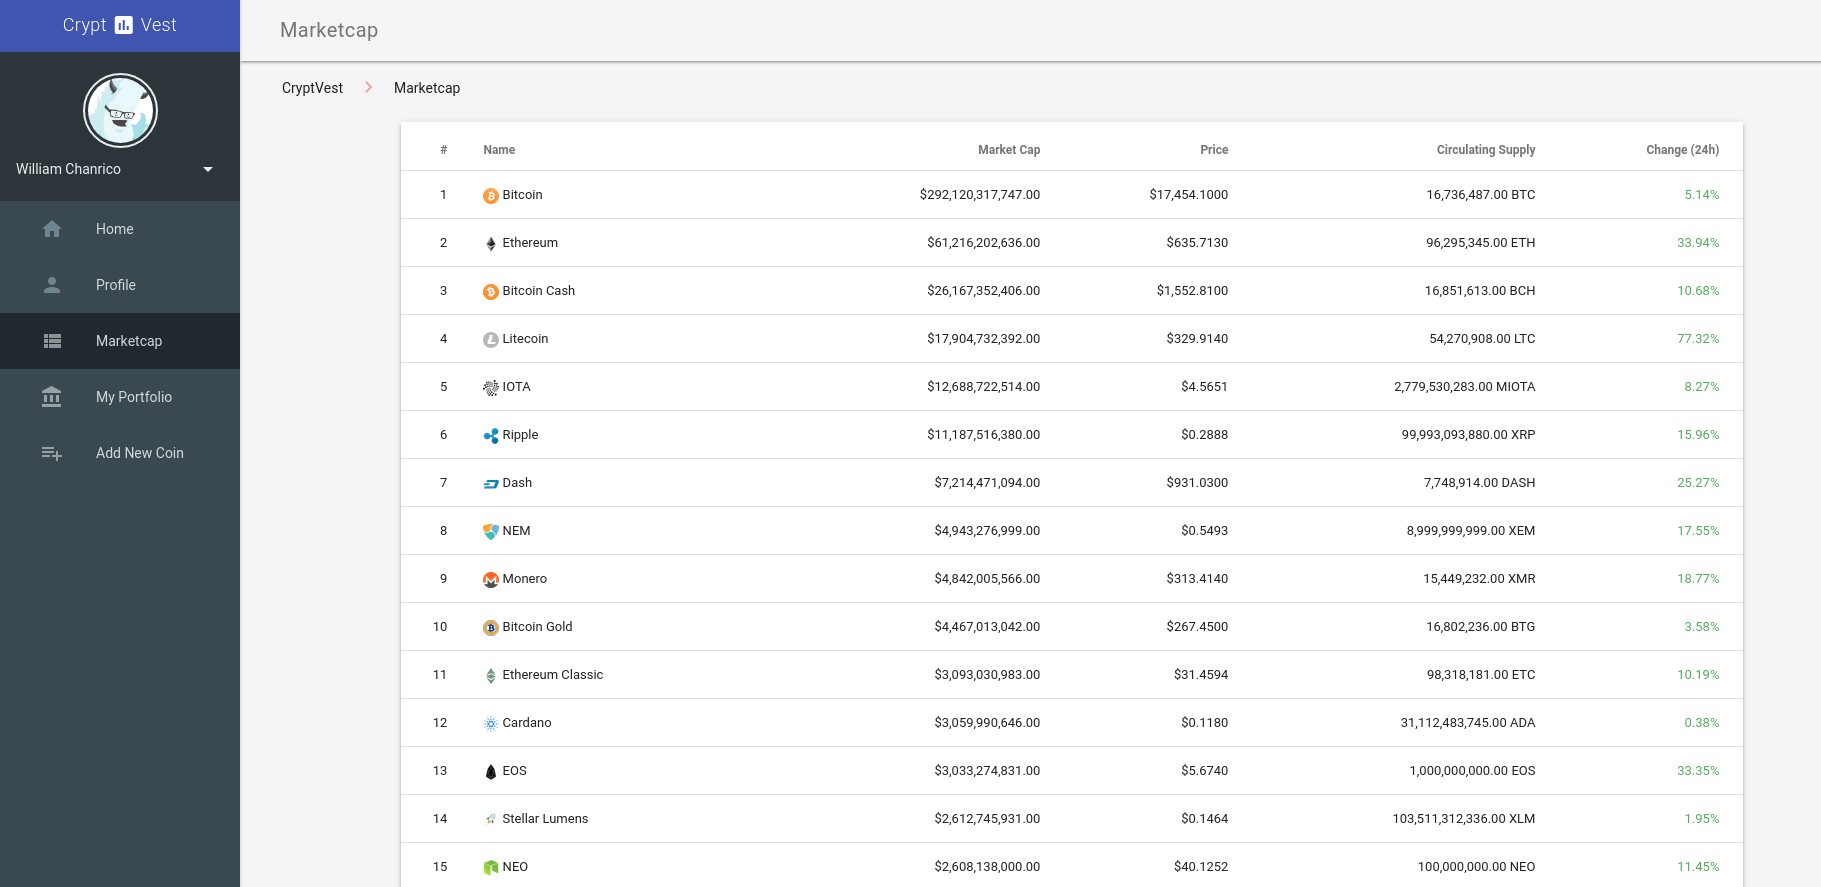 Crypt Vest
Marketcap
CryptVest Marketcap
William Chanrico
Home
Profile
Marketcap
My Portfolio
Add New Coin
# Name Market Cap Price Circulating Supply Change (24h)
1 Bitcoin $292,120,317,747.00 $17,454.1000 16,736,487.00 BTC 5.14%
2 Ethereum $61,216,202,636.00 $635.7130 96,295,345.00 ETH 33.94%
3 Bitcoin Cash $26,167,352,406.00 $1,552.8100 16,851,613.00 BCH 10.68%
4 Litecoin $17,904,732,392.00 $329.9140 54,270,908.00 LTC 77.32%
5 IOTA $12,688,722,514.00 $4.5651 2,779,530,283.00 MIOTA 8.27%
6 Ripple $11,187,516,380.00 $0.2888 99,993,093,880.00 XRP 15.96%
7 Dash $7,214,471,094.00 $931.0300 7,748,914.00 DASH 25.27%
8 NEM $4,943,276,999.00 $0.5493 8,999,999,999.00 XEM 17.55%
9 Monero $4,842,005,566.00 $313.4140 15,449,232.00 XMR 18.77%
10 Bitcoin Gold $4,467,013,042.00 $267.4500 16,802,236.00 BTG 3.58%
11 Ethereum Classic $3,093,030,983.00 $31.4594 98,318,181.00 ETC 10.19%
12 Cardano $3,059,990,646.00 $0.1180 31,112,483,745.00 ADA 0.38%
13 EOS $3,033,274,831.00 $5.6740 1,000,000,000.00 EOS 33.35%
14 Stellar Lumens $2,612,745,931.00 $0.1464 103,511,312,336.00 XLM 1.95%
15 NEO $2,608,138,000.00 $40.1252 100,000,000.00 NEO 11.45%